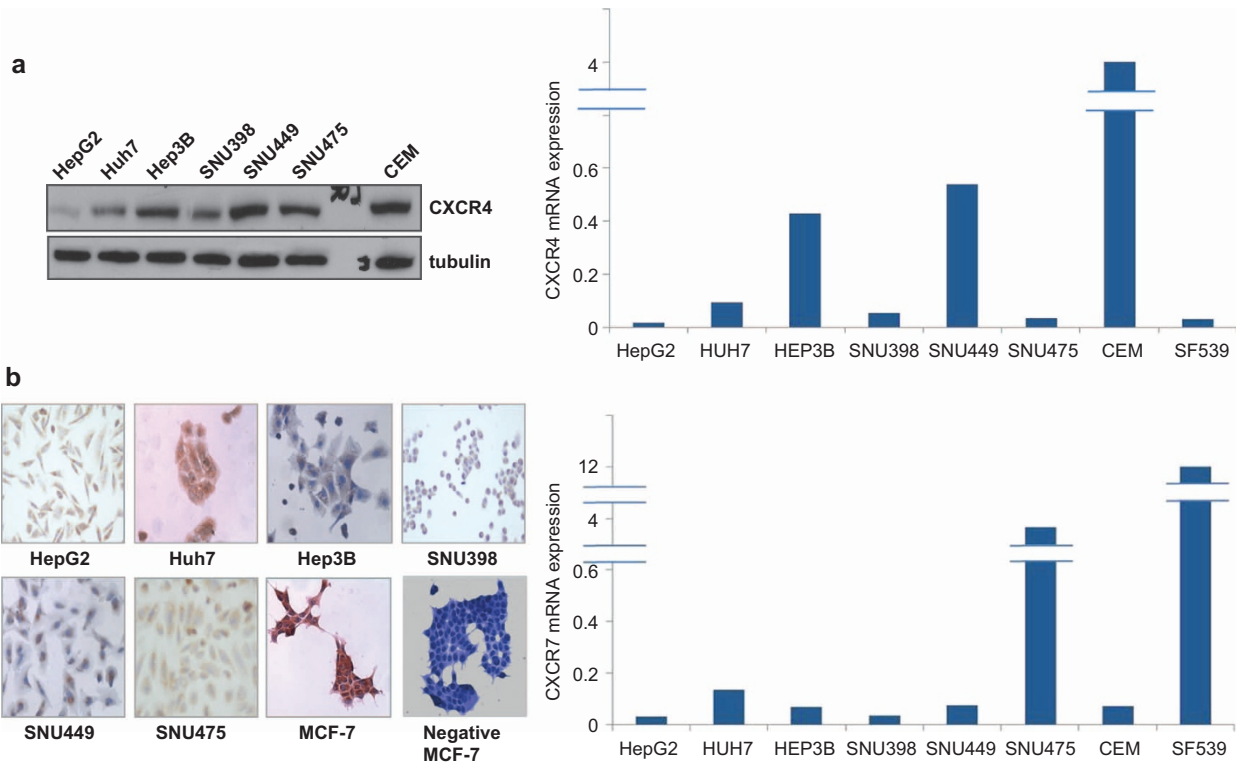 a
HepG2
Huh7
Hep3B
SNU398
SNU449
SNU475
CEM
CXCR4
tubulin
CXCR4 mRNA expression
4
0.6
0.4
0.2
0
HepG2 HUH7 HEP3B SNU398 SNU449 SNU475 CEM SF539
b
HepG2 Huh7 Hep3B SNU398
SNU449 SNU475 MCF-7 Negative
MCF-7
CXCR7 mRNA expression
12
4
0.6
0.4
0.2
0
HepG2 HUH7 HEP3B SNU398 SNU449 SNU475 CEM SF539